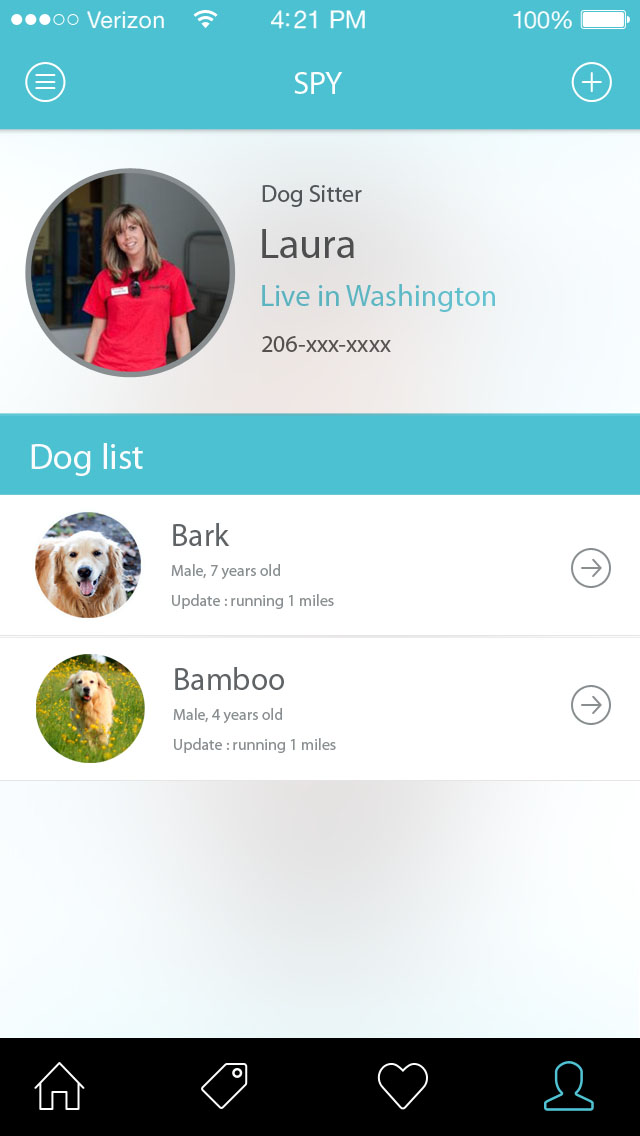 Verizon 4:21 PM 100%
SPY
Dog Sitter
Laura
Live in Washington
206-xxx-xxxx
Dog list
Bark
Male, 7 years old
Update : running 1 miles
Bamboo
Male, 4 years old
Update : running 1 miles